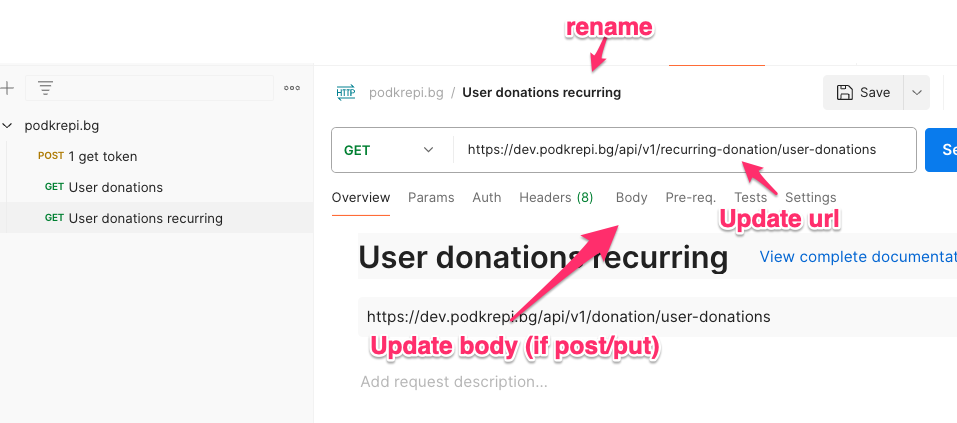 rename
podkrepi.bg / User donations recurring
Save
podkrepi.bg
POST 1 get token
GET User donations
GET User donations recurring
HTTP
GET https://dev.podkrepi.bg/api/v1/recurring-donation/user-donations
Se
Overview Params Auth Headers (8) Body Pre-req. Tests Settings
Update url
User donations recurring
View complete documentat
https://dev.podkrepi.bg/api/v1/donation/user-donations
Update body (if post/put)
Add request description...